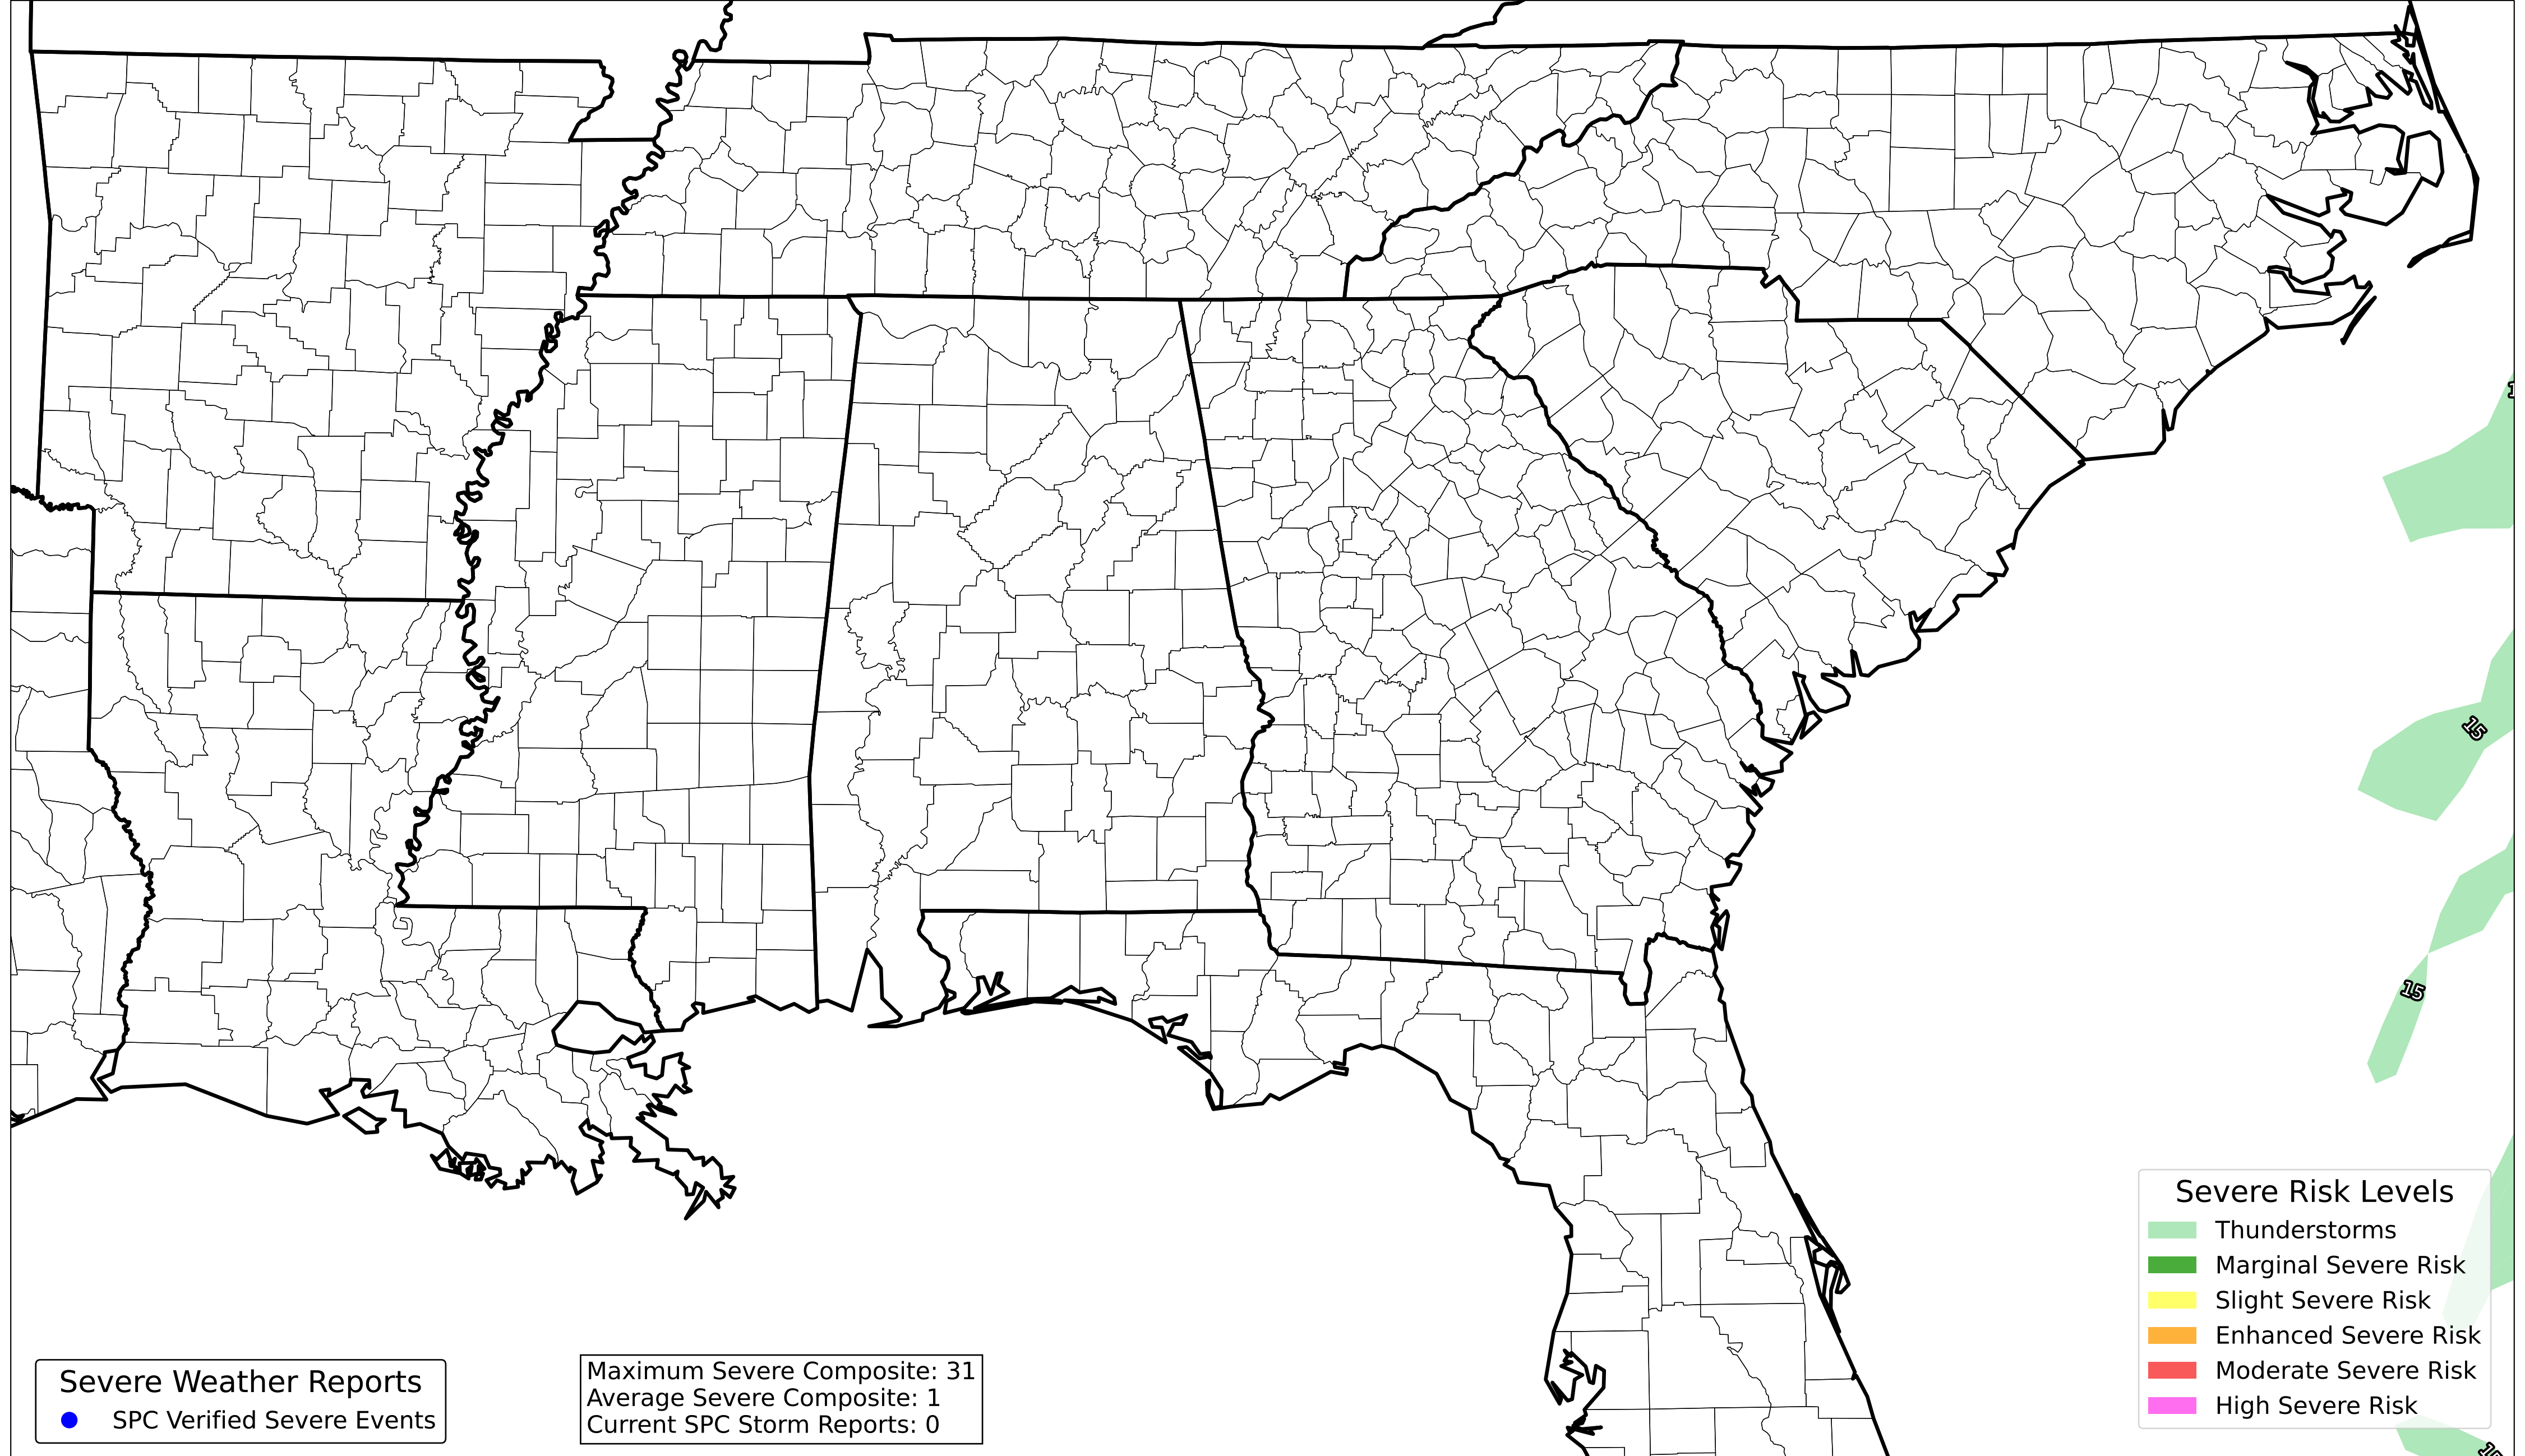 15
15
Severe Risk Levels
Thunderstorms
Marginal Severe Risk
Slight Severe Risk
Enhanced Severe Risk
Moderate Severe Risk
High Severe Risk
Severe Weather Reports
SPC Verified Severe Events
Maximum Severe Composite: 31
Average Severe Composite: 1
Current SPC Storm Reports: 0